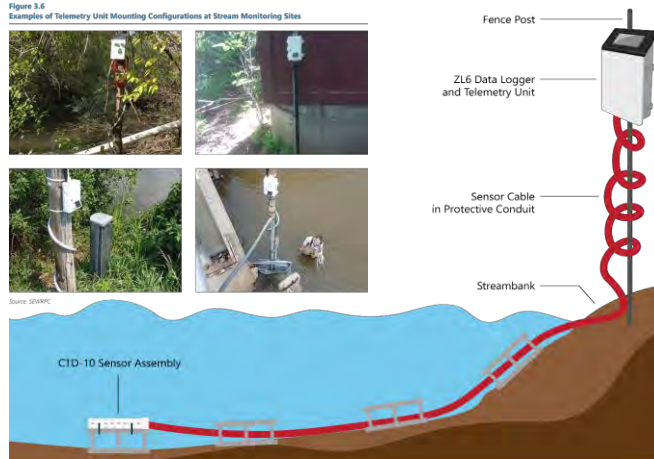 Figure 3.6
Examples of Telemetry Unit Mounting Configurations at Stream Monitoring Sites
Fence Post
ZL6 Data Logger
and Telemetry Unit
Sensor Cable
in Protective Conduit
Streambank
Source: SEWRPC
CTD-10 Sensor Assembly